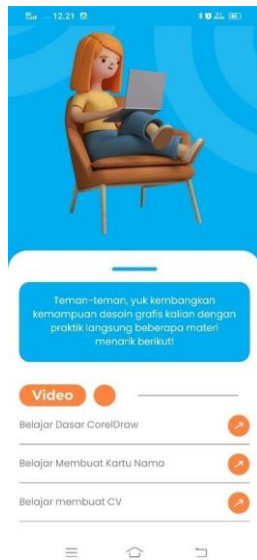 12.21
Teman-teman, yuk kembangkan
kemampuan desain grafis kalian dengan
praktik langsung beberapa materi
menarik berikut!
Video
Belajar Dasar CorelDraw
Belajar Membuat Kartu Nama
Belajar membuat CV